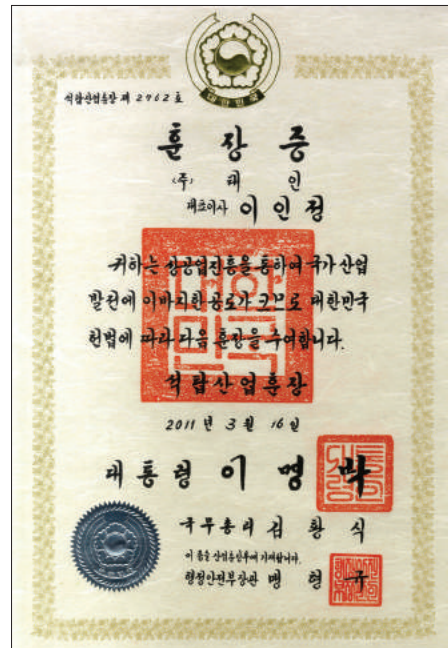 대한민국
석탑산업훈장 제 2762 호
훈장증
(주) 태인
대표이사 이인정
귀하는 상공업진흥을 통하여 국가 산업
발전에 이바지한 공로가 크므로 대한민국
헌법에 따라 다음 훈장을 수여합니다.
석탑산업훈장
2011 년 3 월 16 일
대통령 이명박
국무총리 김황식
이 증을 산업훈장부에 기재합니다.
행정안전부장관 맹형규